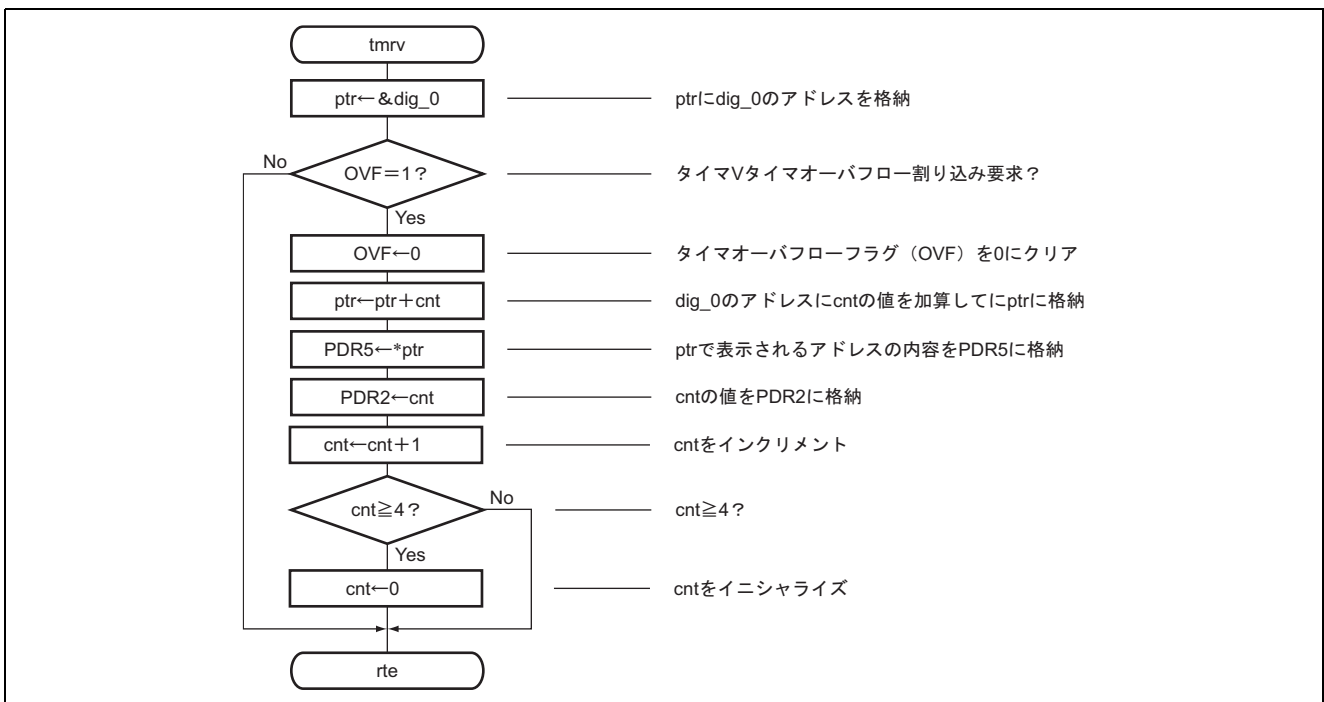 tmrv
ptr←&dig_0 ptrにdig_0のアドレスを格納
No
OVF=1? タイマVタイマオーバフロー割り込み要求?
Yes
OVF←0 タイマオーバフローフラグ(OVF)を0にクリア
ptr←ptr+cnt dig_0のアドレスにcntの値を加算してにptrに格納
PDR5←*ptr ptrで表示されるアドレスの内容をPDR5に格納
PDR2←cnt cntの値をPDR2に格納
cnt←cnt+1 cntをインクリメント
No
cnt≧4? cnt≧4?
Yes
cnt←0 cntをイニシャライズ
rte